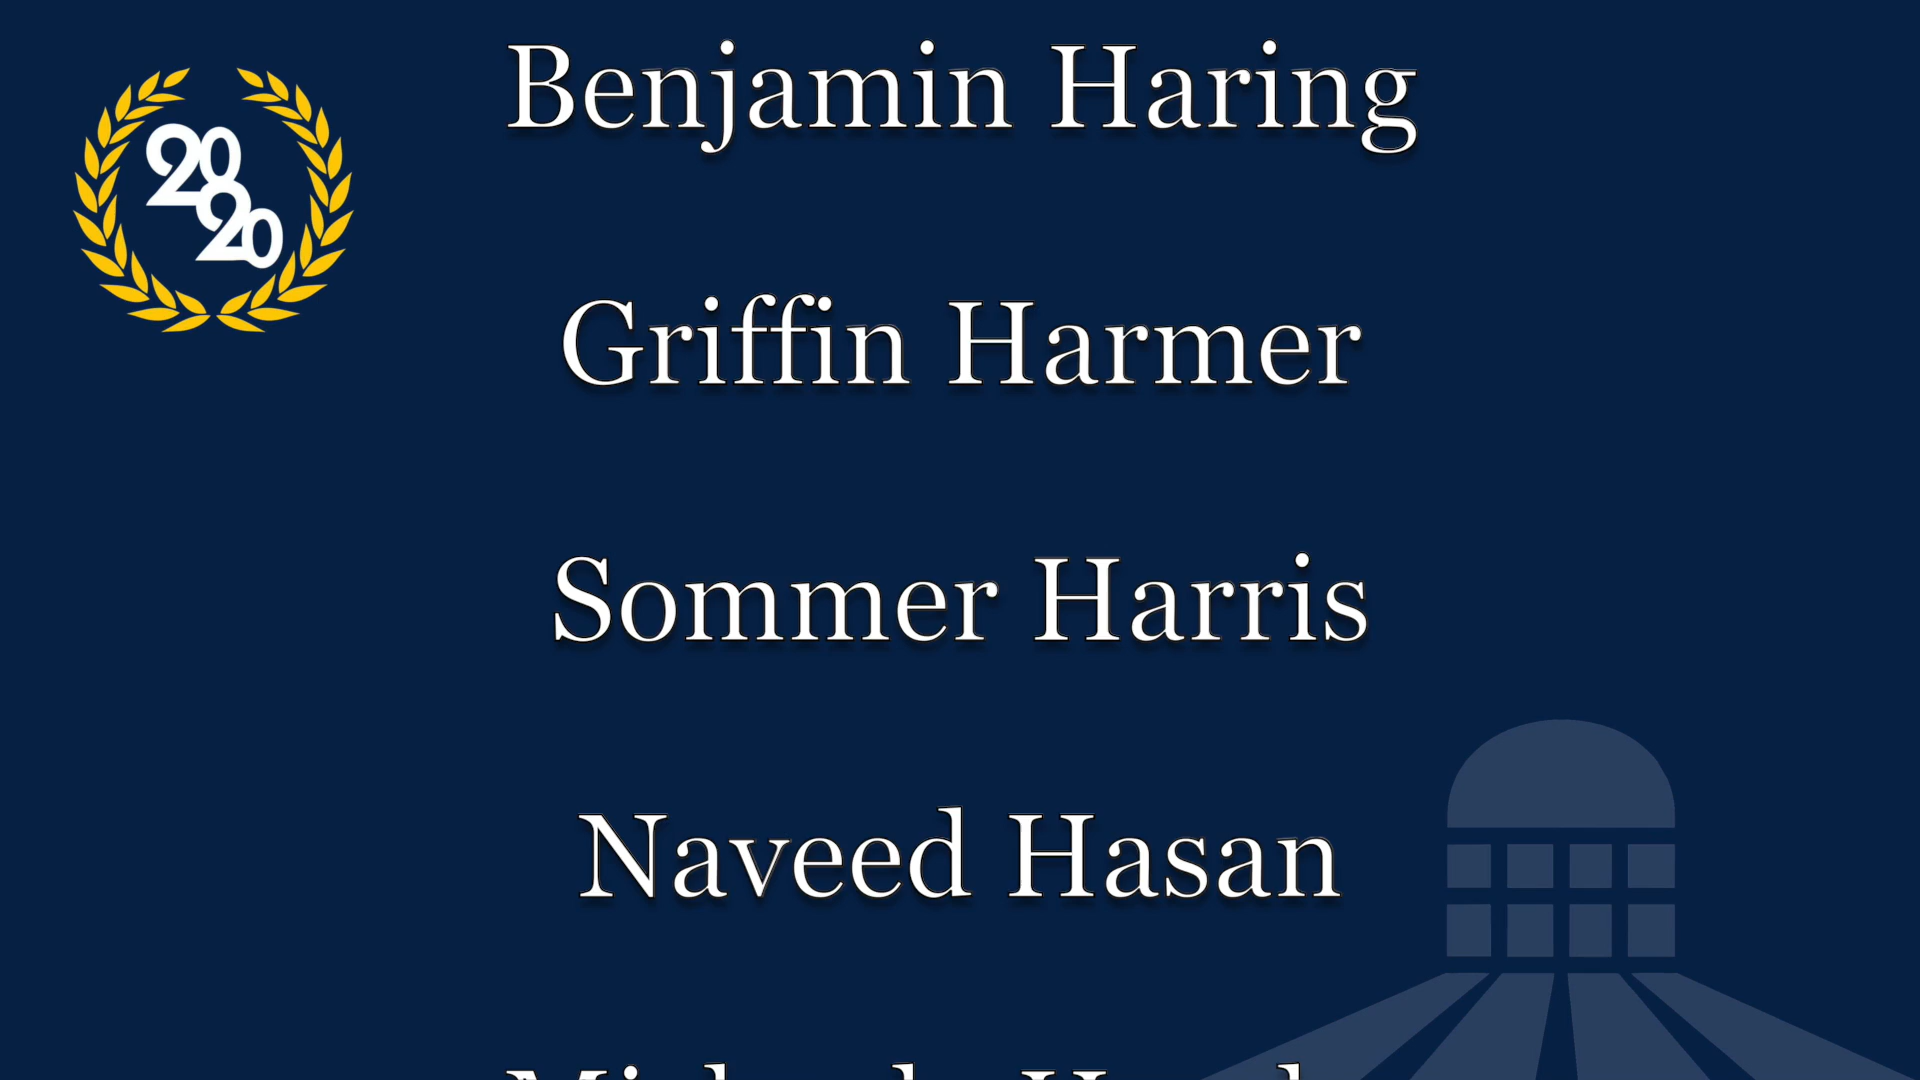 2020
Benjamin Haring
Griffin Harmer
Sommer Harris
Naveed Hasan